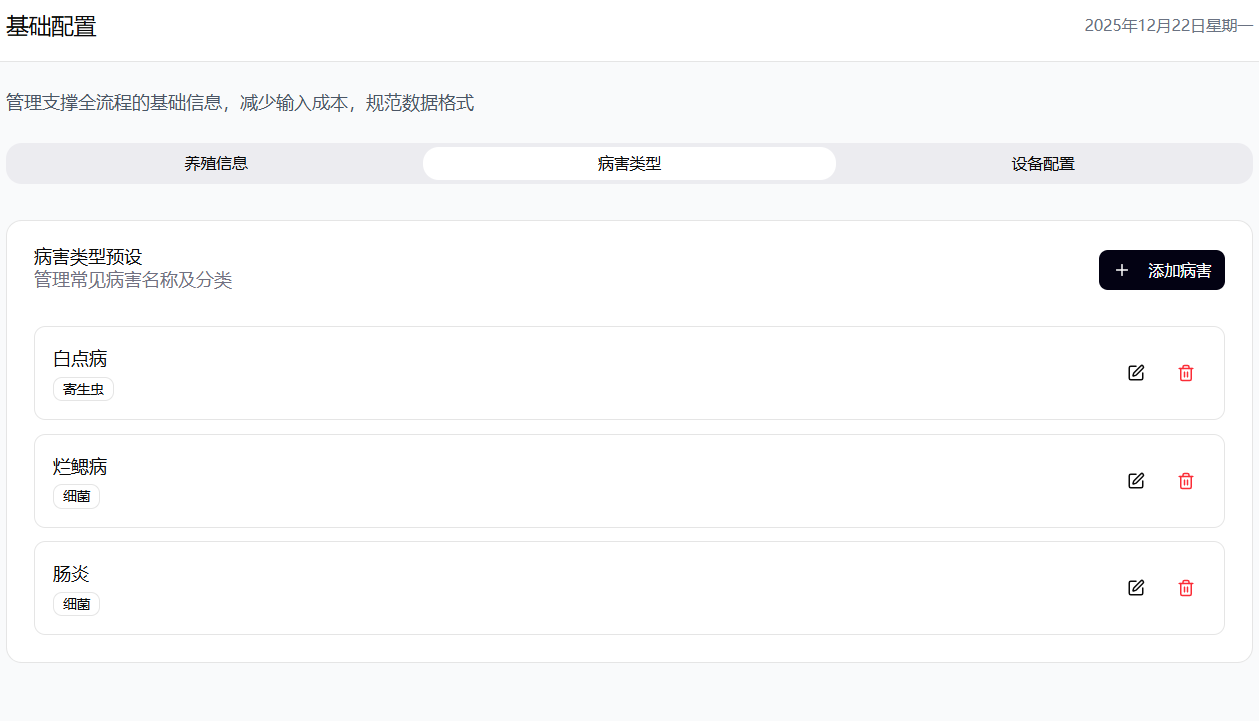 基础配置
2025年12月22日星期一
管理支撑全流程的基础信息，减少输入成本，规范数据格式
养殖信息
病害类型
设备配置
病害类型预设
管理常见病害名称及分类
添加病害
白点病
寄生虫
烂鳃病
细菌
肠炎
细菌